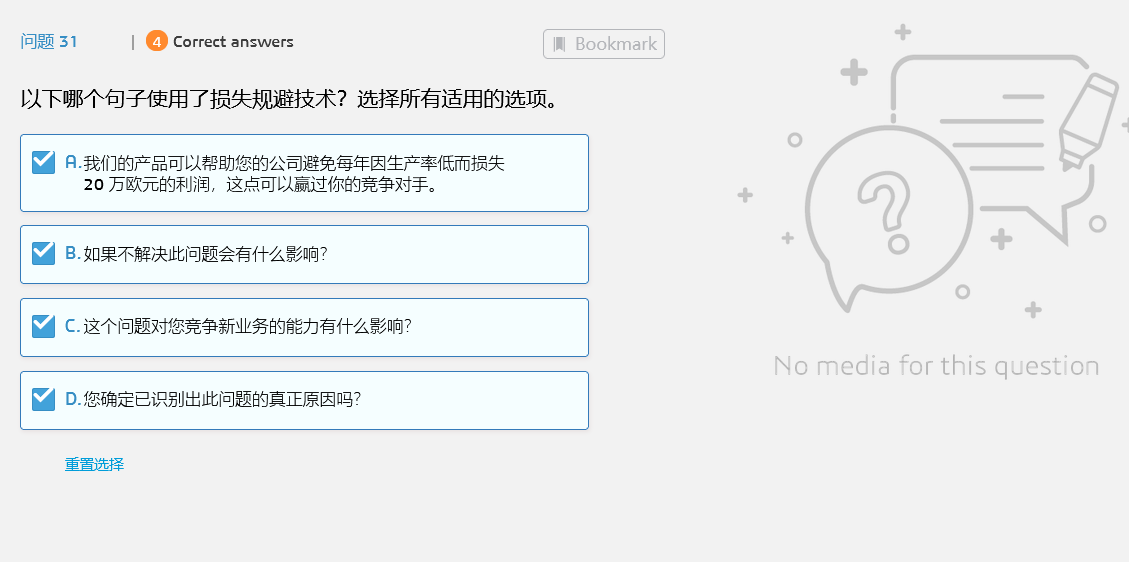 问题 31 | 4 Correct answers
Bookmark
以下哪个句子使用了损失规避技术？选择所有适用的选项。
A. 我们的产品可以帮助您的公司避免每年因生产率低而损失
20 万欧元的利润，这点可以赢过你的竞争对手。
B. 如果不解决此问题会有什么影响？
C. 这个问题对您竞争新业务的能力有什么影响？
D. 您确定已识别出此问题的真正原因吗？
重置选择
No media for this question